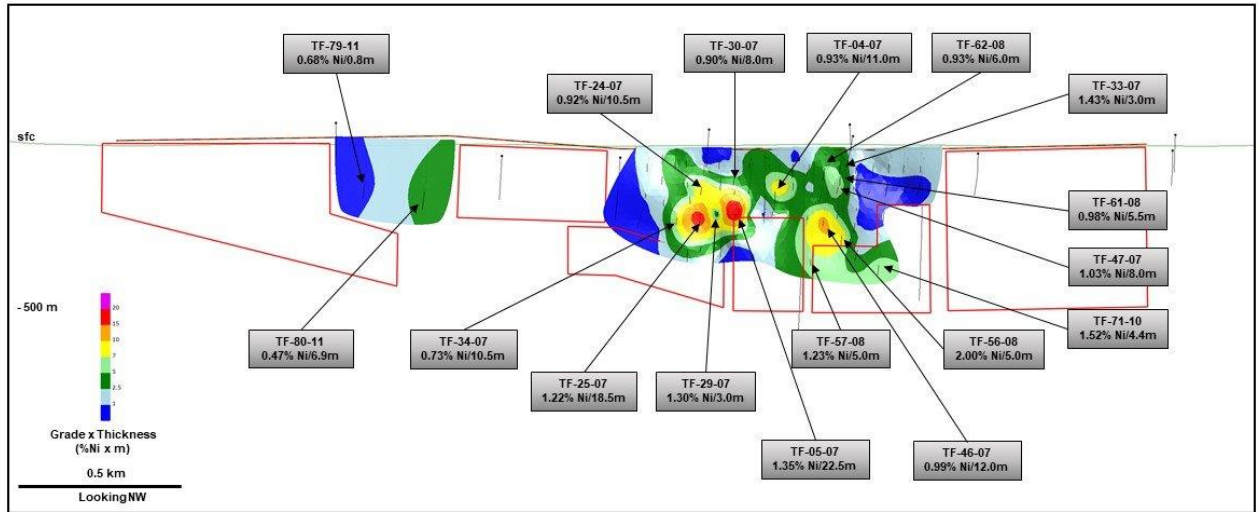 TF-79-11
0.68% Ni/0.8m
TF-30-07
0.90% Ni/8.0m
TF-04-07
0.93% Ni/11.0m
TF-62-08
0.93% Ni/6.0m
TF-24-07
0.92% Ni/10.5m
TF-33-07
1.43% Ni/3.0m
sfc
TF-61-08
0.98% Ni/5.5m
TF-47-07
1.03% Ni/8.0m
- 500 m
TF-71-10
1.52% Ni/4.4m
TF-80-11
0.47% Ni/6.9m
TF-34-07
0.73% Ni/10.5m
TF-57-08
1.23% Ni/5.0m
TF-56-08
2.00% Ni/5.0m
TF-25-07
1.22% Ni/18.5m
TF-29-07
1.30% Ni/3.0m
TF-05-07
1.35% Ni/22.5m
TF-46-07
0.99% Ni/12.0m
20
15
10
7
5
2.5
1
Grade x Thickness
(%Ni x m)
0.5 km
Looking NW